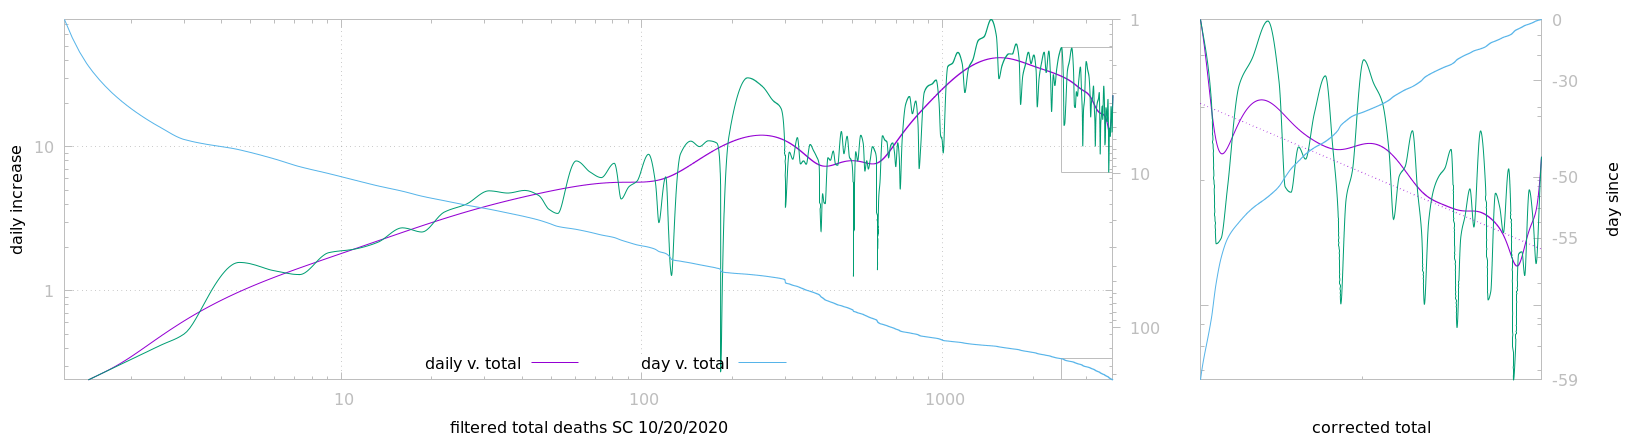 daily increase
10
1
10
100
1000
1
10
100
daily v. total
day v. total
filtered total deaths SC 10/20/2020
0
-30
-50
-55
-59
day since
corrected total